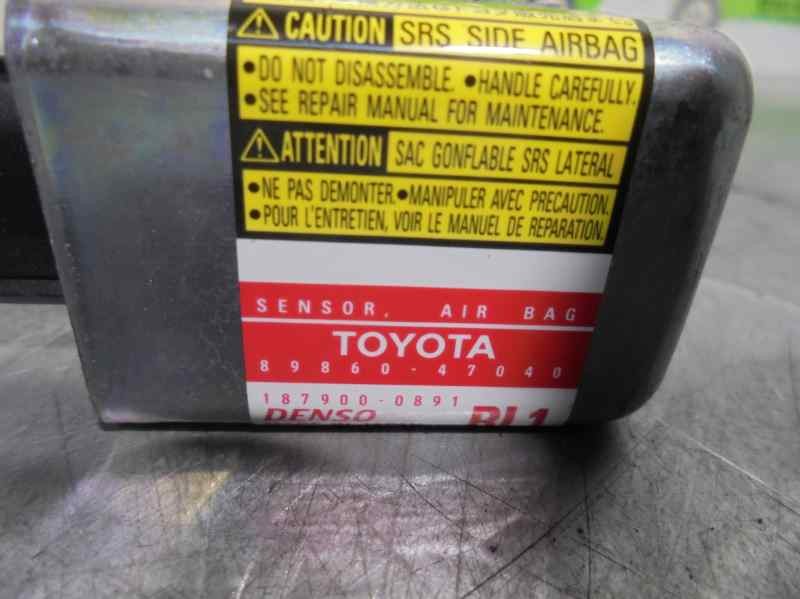 CAUTION SRS SIDE AIRBAG
•DO NOT DISASSEMBLE. •HANDLE CAREFULLY.
•SEE REPAIR MANUAL FOR MAINTENANCE.
ATTENTION SAC GONFLABLE SRS LATERAL
•NE PAS DEMONTER.•MANIPULER AVEC PRECAUTION.
•POUR L'ENTRETIEN, VOIR LE MANUEL DE REPARATION.
SENSOR, AIR BAG
TOYOTA
89860-47040
187900-0891
DENSO